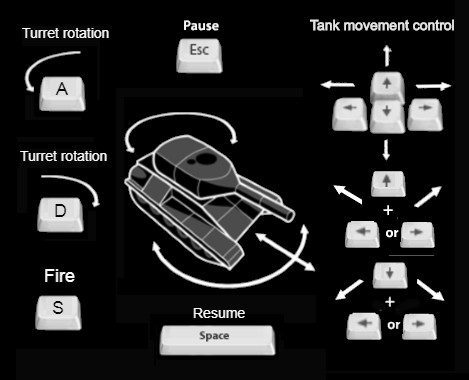 Turret rotation
A
Turret rotation
D
Fire
S
Pause
Esc
Resume
Space
Tank movement control
+
or
+
or